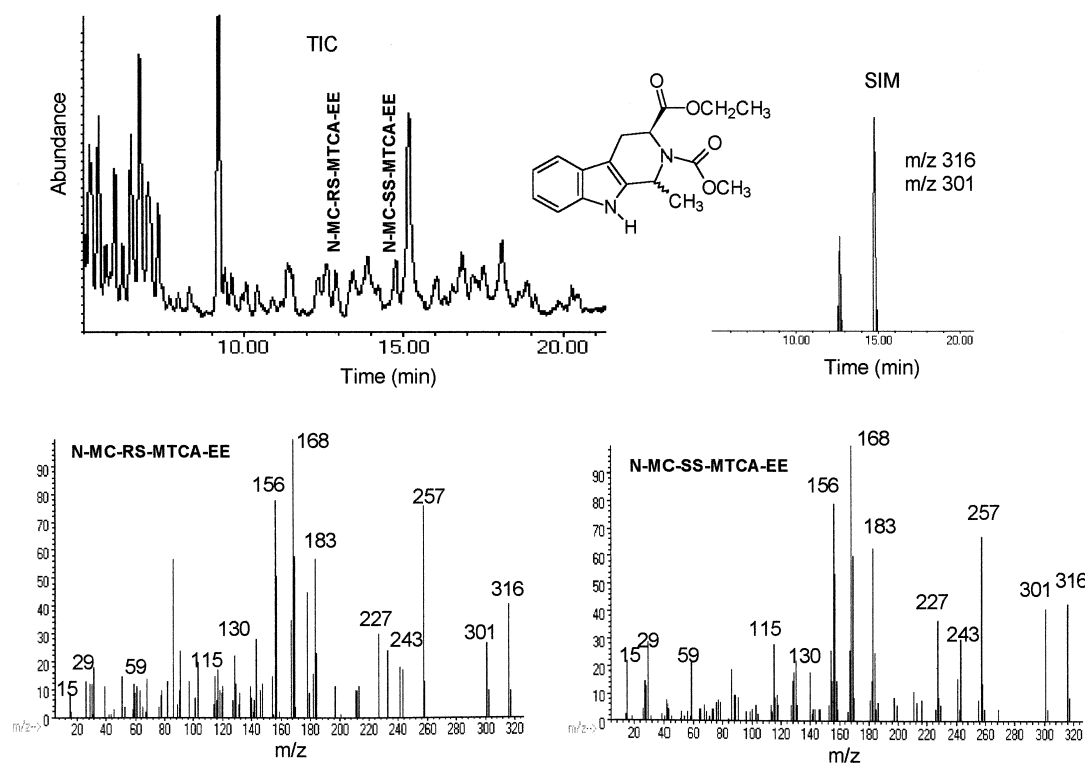 TIC
Abundance
N-MC-RS-MTCA-EE
N-MC-SS-MTCA-EE
10.00 15.00 20.00
Time (min)
O
OCH2CH3
N
O
OCH3
CH3
N
H
SIM
m/z 316
m/z 301
10.00 15.00 20.00
Time (min)
N-MC-RS-MTCA-EE
90
80
70
60
50
40
30
20
10
0
15
29
59
115
130
156
168
183
227
243
257
301
316
m/z-->
20 40 60 80 100 120 140 160 180 200 220 240 260 280 300 320
m/z
N-MC-SS-MTCA-EE
90
80
70
60
50
40
30
20
10
0
15
29
59
115
130
156
168
183
227
243
257
301
316
m/z-->
20 40 60 80 100 120 140 160 180 200 220 240 260 280 300 320
m/z